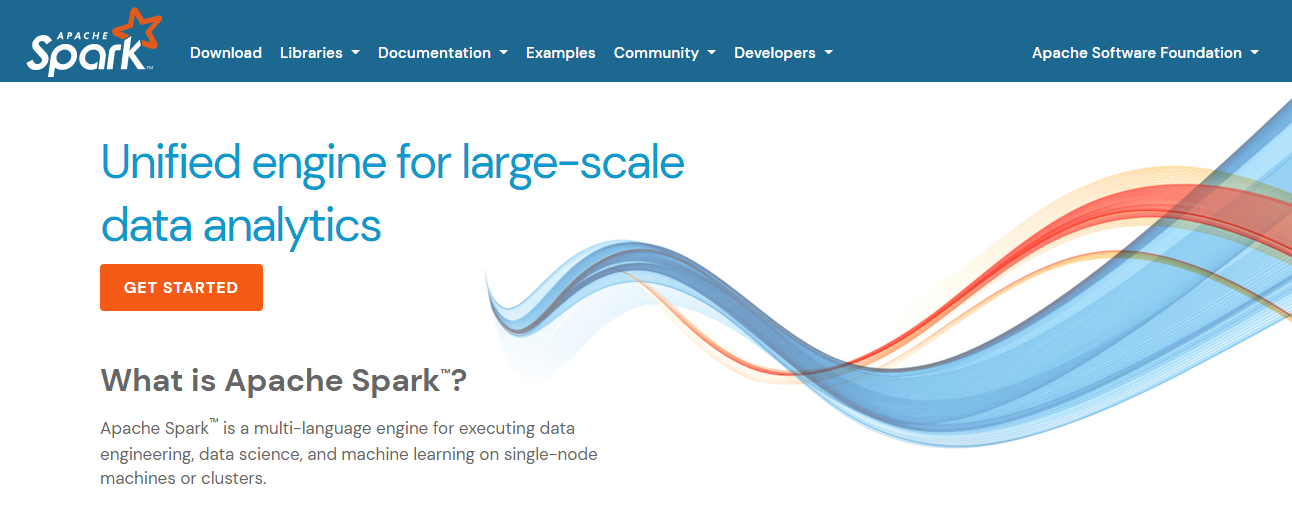 APACHE
Spark™
Download Libraries Documentation Examples Community Developers Apache Software Foundation
Unified engine for large-scale
data analytics
GET STARTED
What is Apache Spark™?
Apache Spark™ is a multi-language engine for executing data
engineering, data science, and machine learning on single-node
machines or clusters.